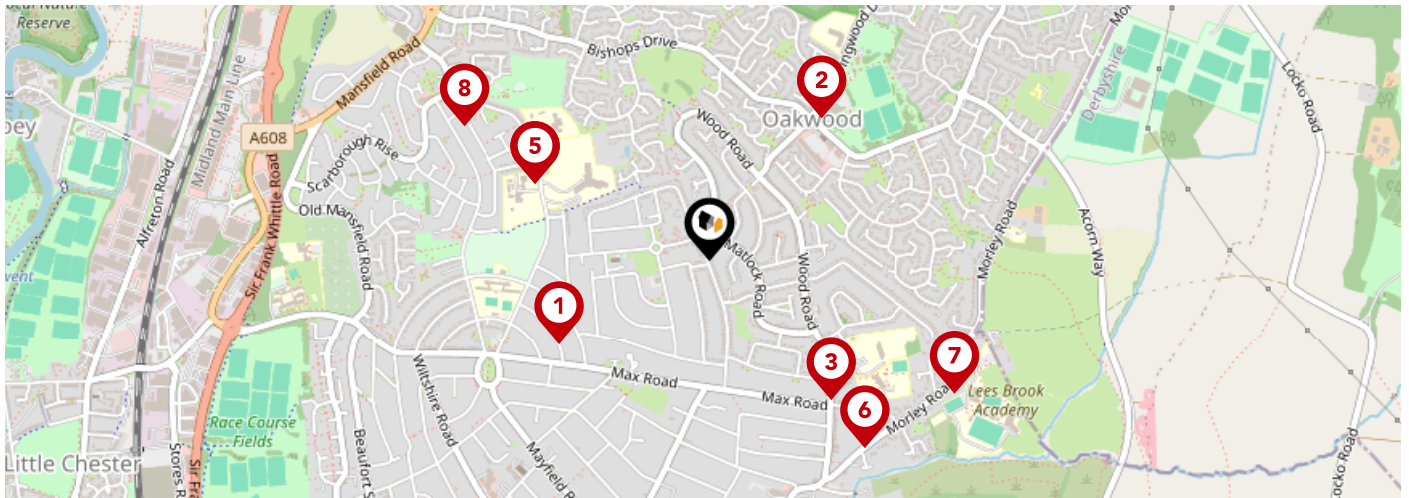 Reserve
Bishops Drive
Mansfield Road
Derbyshire
Locko Road
8
2
Oakwood
Wood Road
A608
Midland Main Line
5
Scarborough Rise
Alfreton Road
Old Mansfield Road
Sir Frank Whittle Road
Matlock Road
Wood Road
Morley Road
Acorn Way
1
3
7
Max Road
Max Road
6
Morley Road
Lees Brook
Academy
Wiltshire Road
Race Course
Fields
Little Chester
Beaufort S
Mayfield R
Stores R
Sir Fra
Locko Road